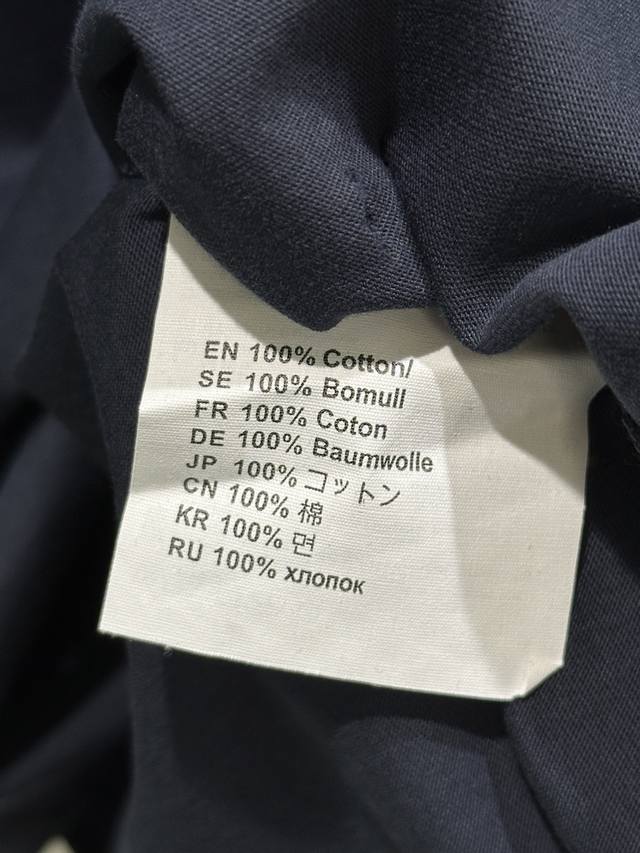 EN 100% Cotton/
SE 100% Bomull
FR 100% Coton
DE 100% Baumwolle
JP 100% コットン
CN 100% 棉
KR 100% 면
RU 100% хлопок